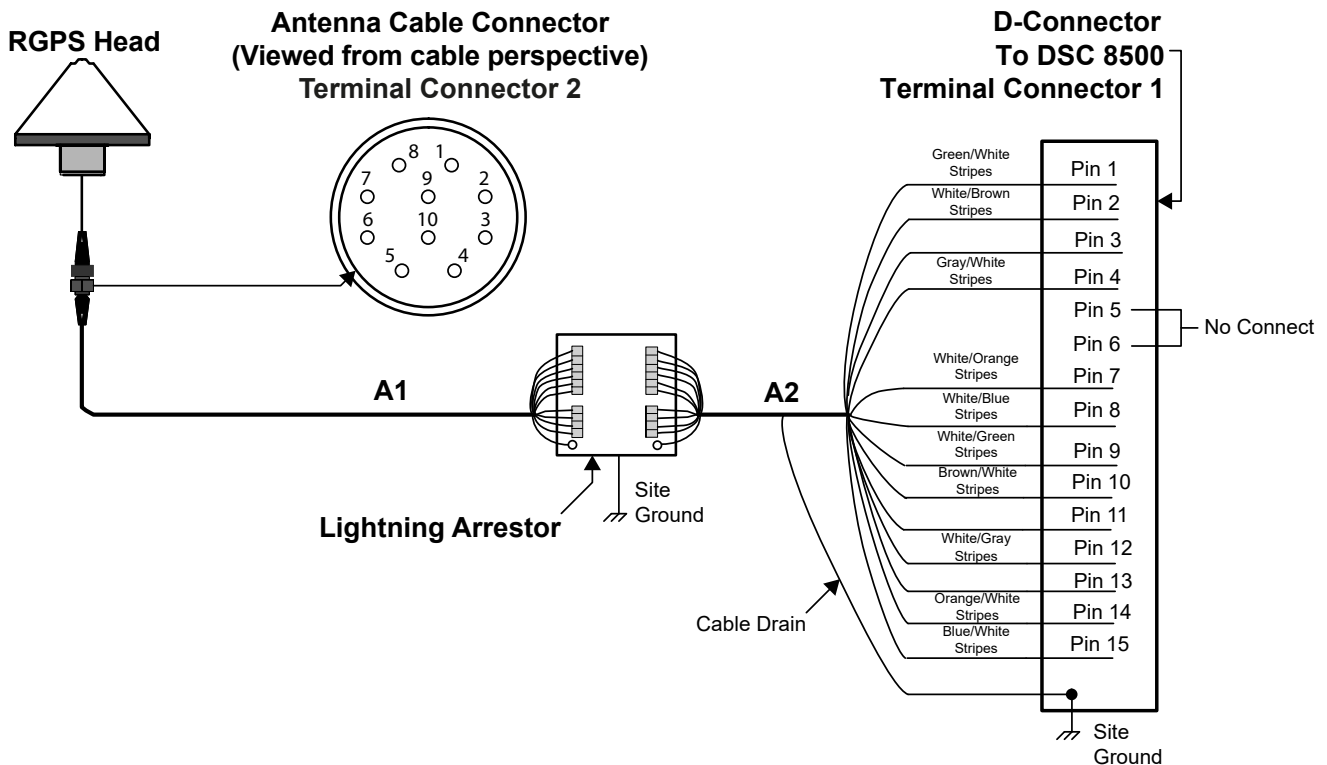 RGPS Head
Antenna Cable Connector
(Viewed from cable perspective)
Terminal Connector 2
D-Connector
To DSC 8500
Terminal Connector 1
8
1
7
9
2
6
10
3
5
4
Green/White
Stripes
Pin 1
White/Brown
Stripes
Pin 2
Pin 3
Gray/White
Stripes
Pin 4
Pin 5
Pin 6
No Connect
White/Orange
Stripes
Pin 7
White/Blue
Stripes
Pin 8
White/Green
Stripes
Pin 9
Brown/White
Stripes
Pin 10
Pin 11
White/Gray
Stripes
Pin 12
Pin 13
Orange/White
Stripes
Pin 14
Blue/White
Stripes
Pin 15
A1
A2
Site
Ground
Lightning Arrestor
Cable Drain
Site
Ground